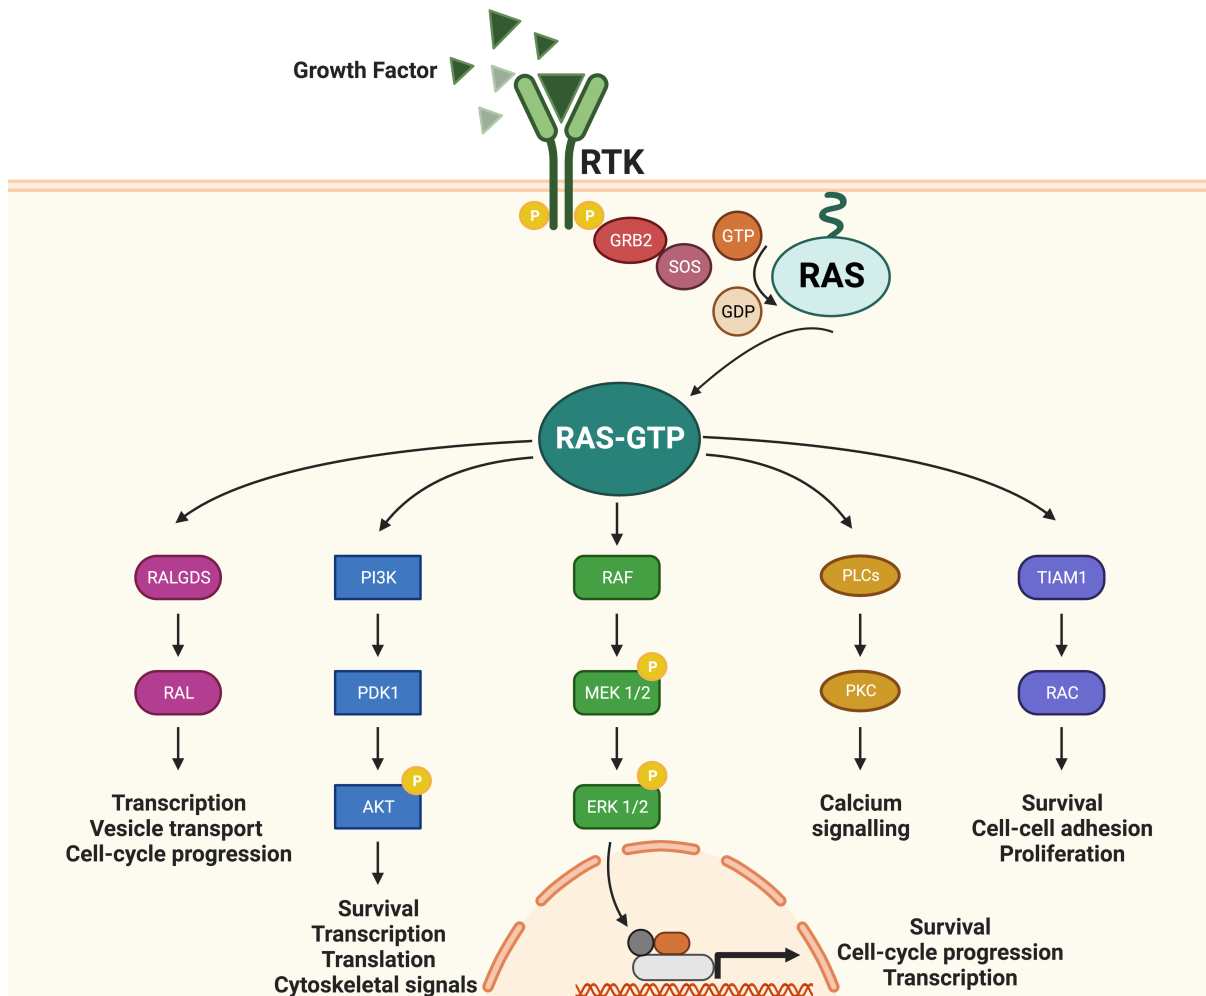 Growth Factor
RTK
P
P
GRB2
SOS
GTP
GDP
RAS
RAS-GTP
RALGDS
PI3K
RAF
PLCs
TIAM1
P
RAL
PDK1
MEK 1/2
PKC
RAC
P
P
AKT
ERK 1/2
Transcription
Vesicle transport
Cell-cycle progression
Calcium
signalling
Survival
Cell-cell adhesion
Proliferation
Survival
Transcription
Translation
Cytoskeletal signals
Survival
Cell-cycle progression
Transcription